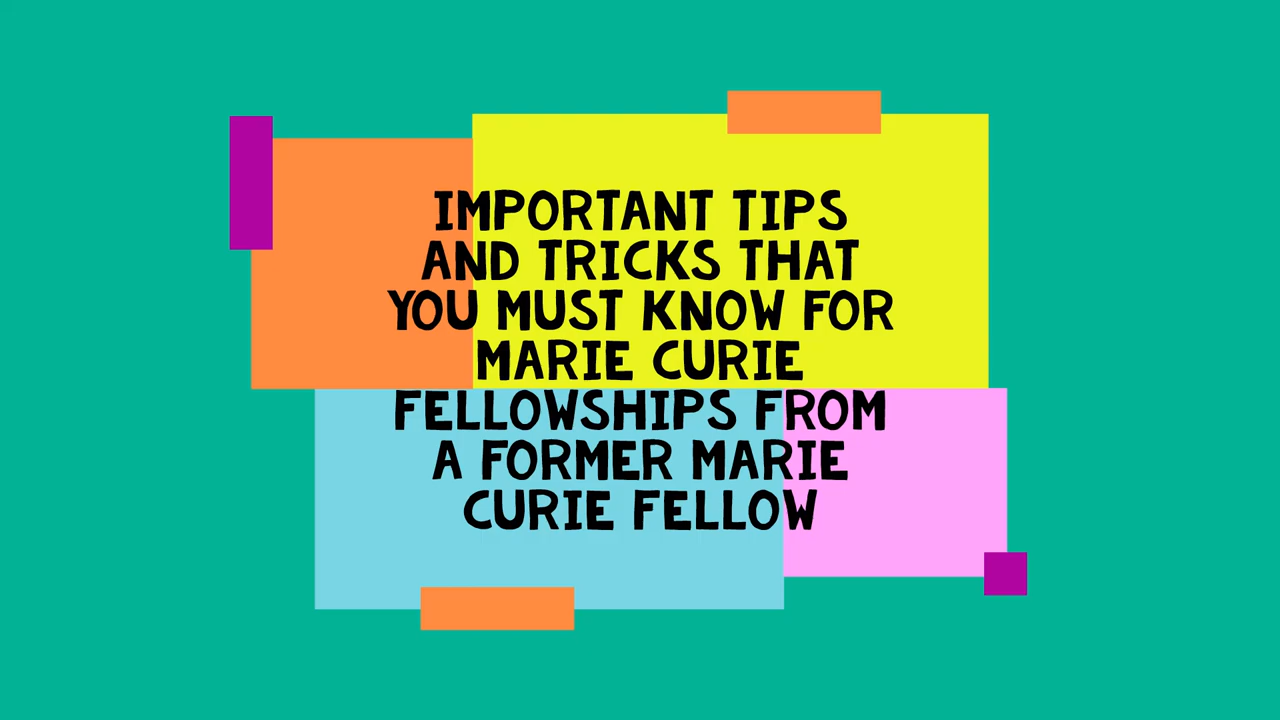 IMPORTANT TIPS
AND TRICKS THAT
YOU MUST KNOW FOR
MARIE CURIE
FELLOWSHIPS FROM
A FORMER MARIE
CURIE FELLOW